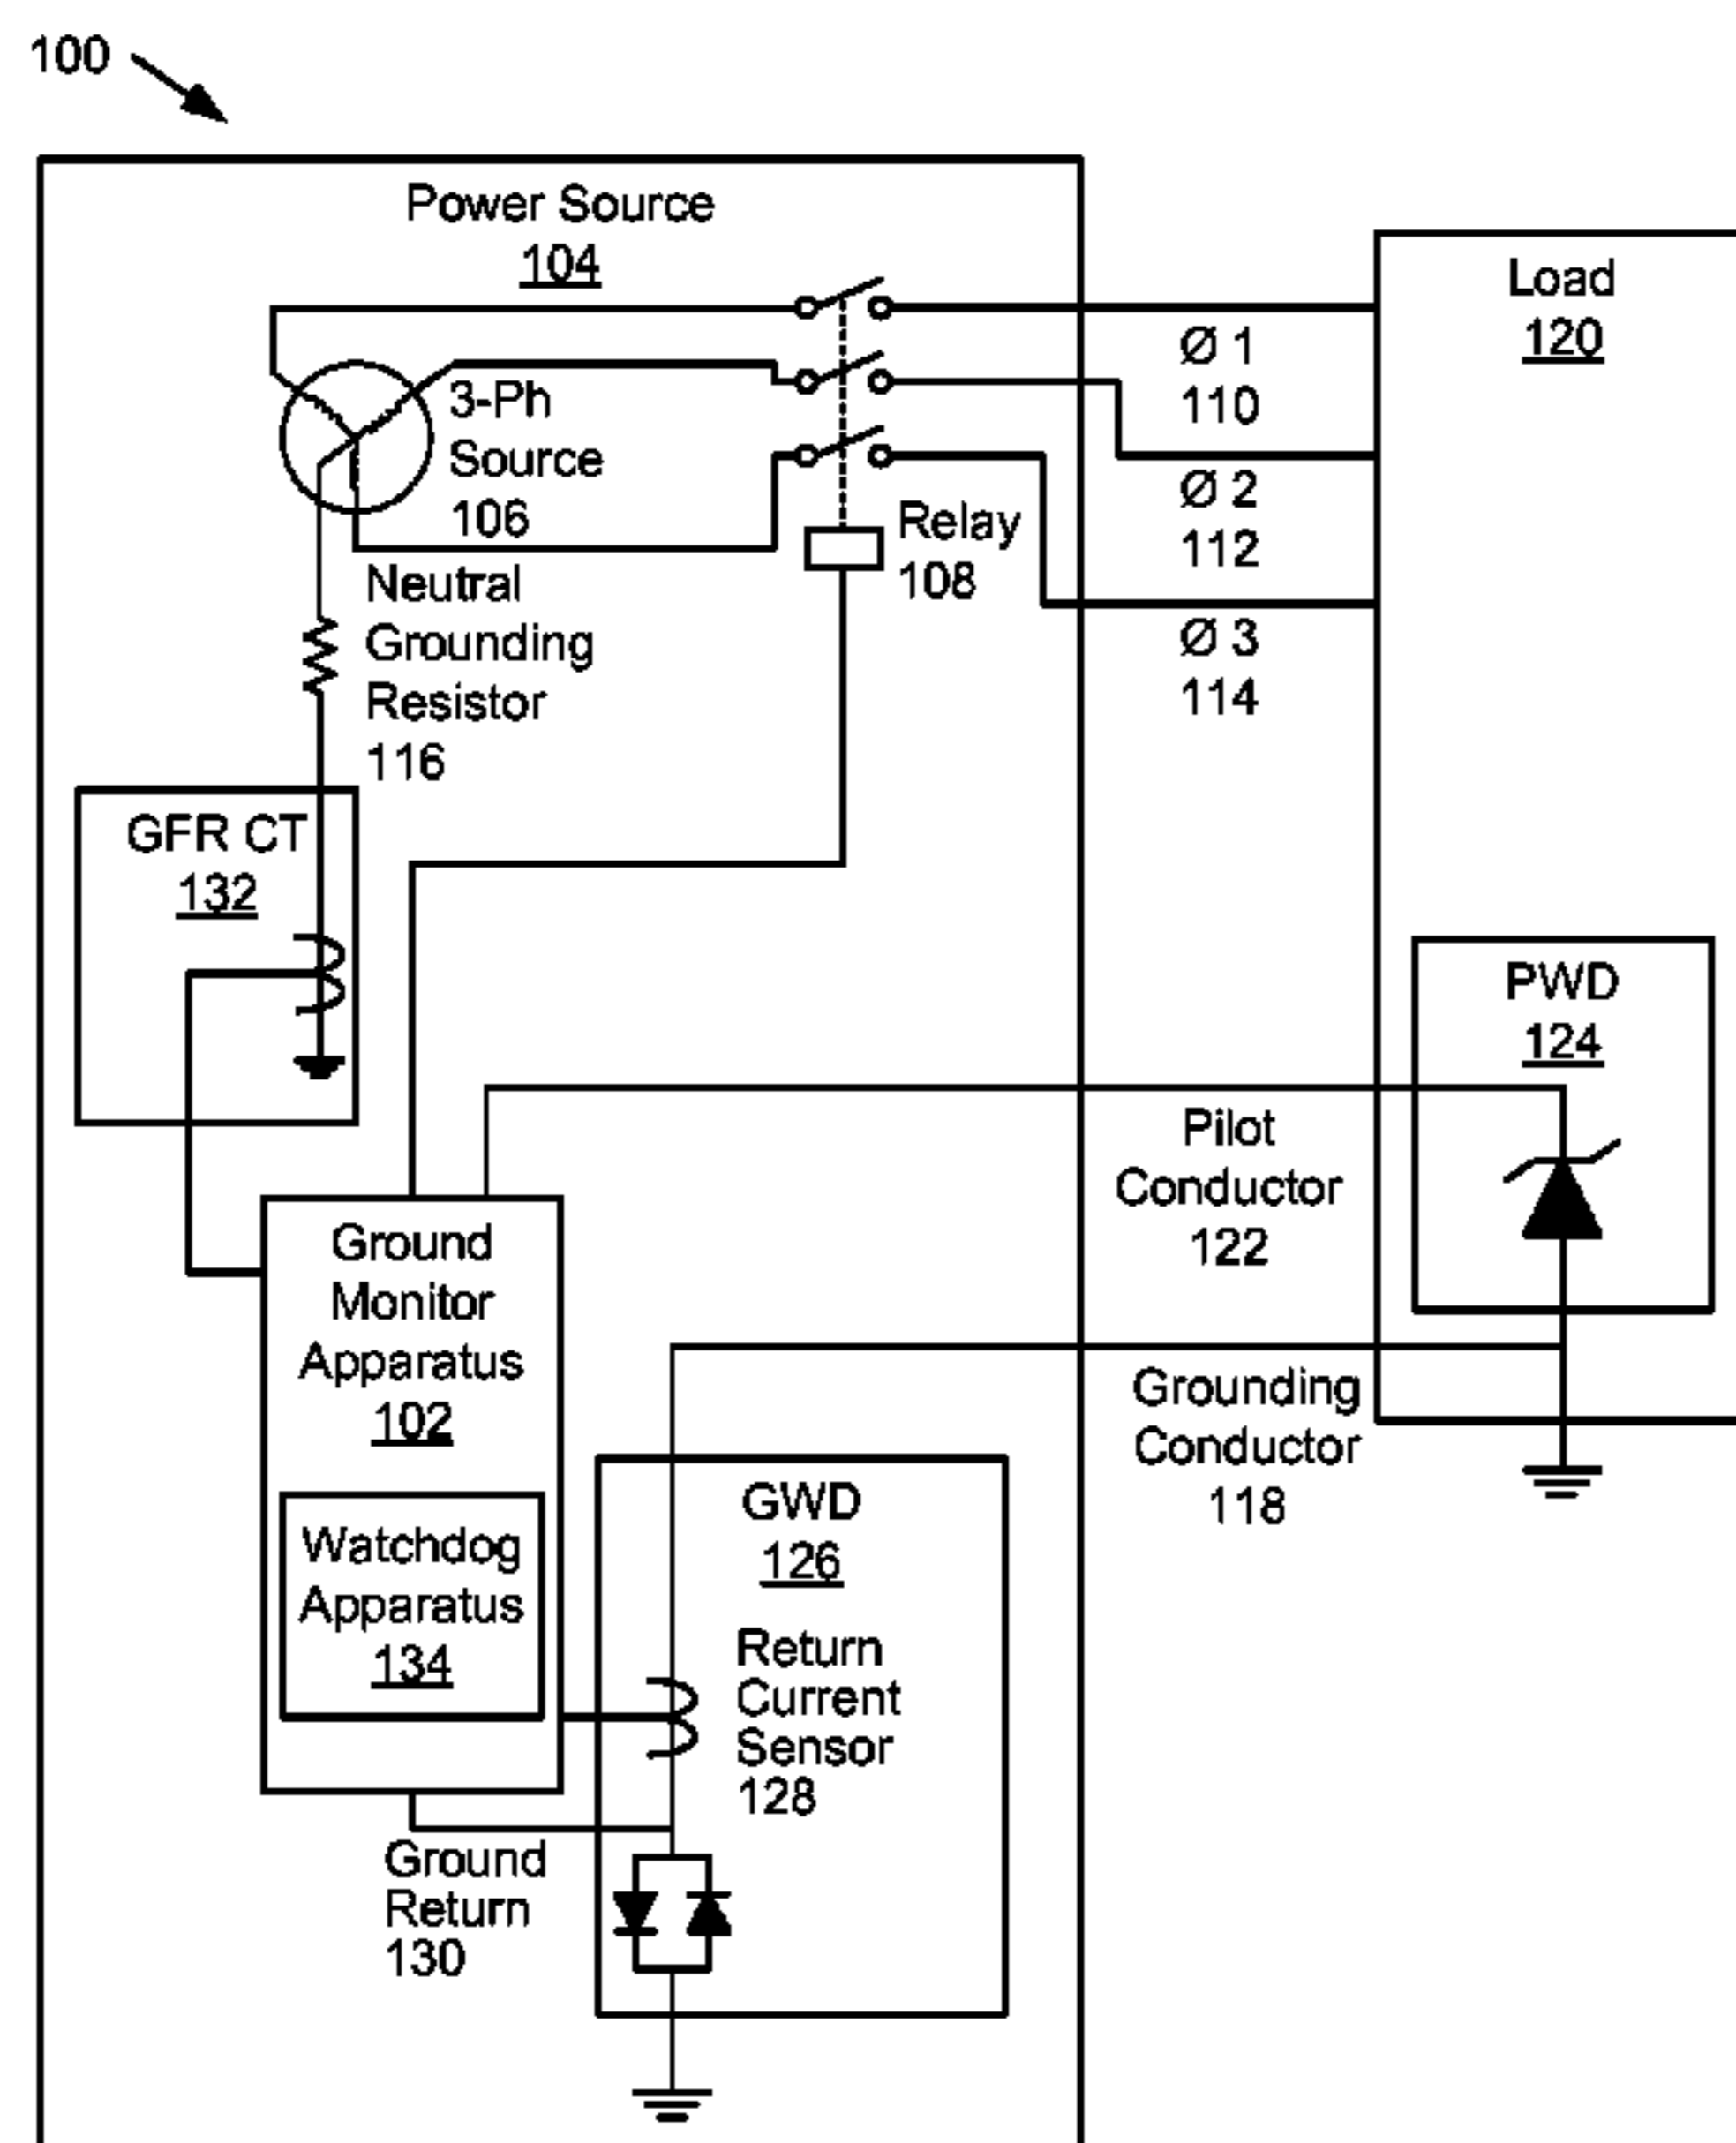 100
Power Source
104
3-Ph
Source
106
Neutral
Grounding
Resistor
116
Relay
108
Ø 1
110
Ø 2
112
Ø 3
114
Load
120
GFR CT
132
PWD
124
Pilot
Conductor
122
Ground
Monitor
Apparatus
102
Grounding
Conductor
118
Watchdog
Apparatus
134
GWD
126
Return
Current
Sensor
128
Ground
Return
130